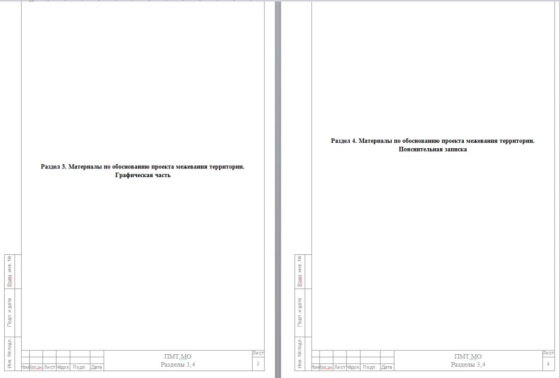 Раздел 3. Материалы по обоснованию проекта межевания территории.
Графическая часть
Взам. инв. №
Подп. и дата
Инв. № подл.
Изм. Кол.уч. Лист №док. Подп. Дата
ПМТ.МО
Разделы 3,4
Лист
3
Раздел 4. Материалы по обоснованию проекта межевания территории.
Пояснительная записка
Взам. инв. №
Подп. и дата
Инв. № подл.
Изм. Кол.уч. Лист №док. Подп. Дата
ПМТ.МО
Разделы 3,4
Лист
4